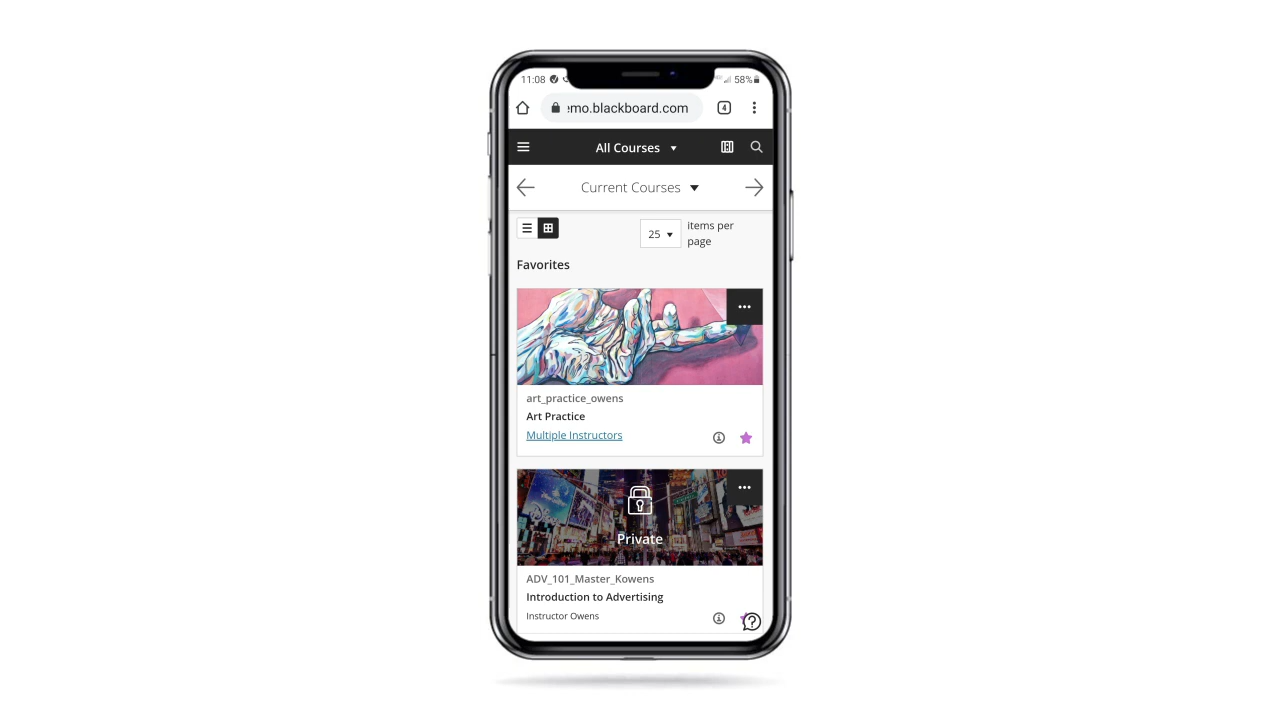 11:08
58%
emo.blackboard.com
4
All Courses
Current Courses
25
items per
page
Favorites
art_practice_owens
Art Practice
Multiple Instructors
Private
ADV_101_Master_Kowens
Introduction to Advertising
Instructor Owens